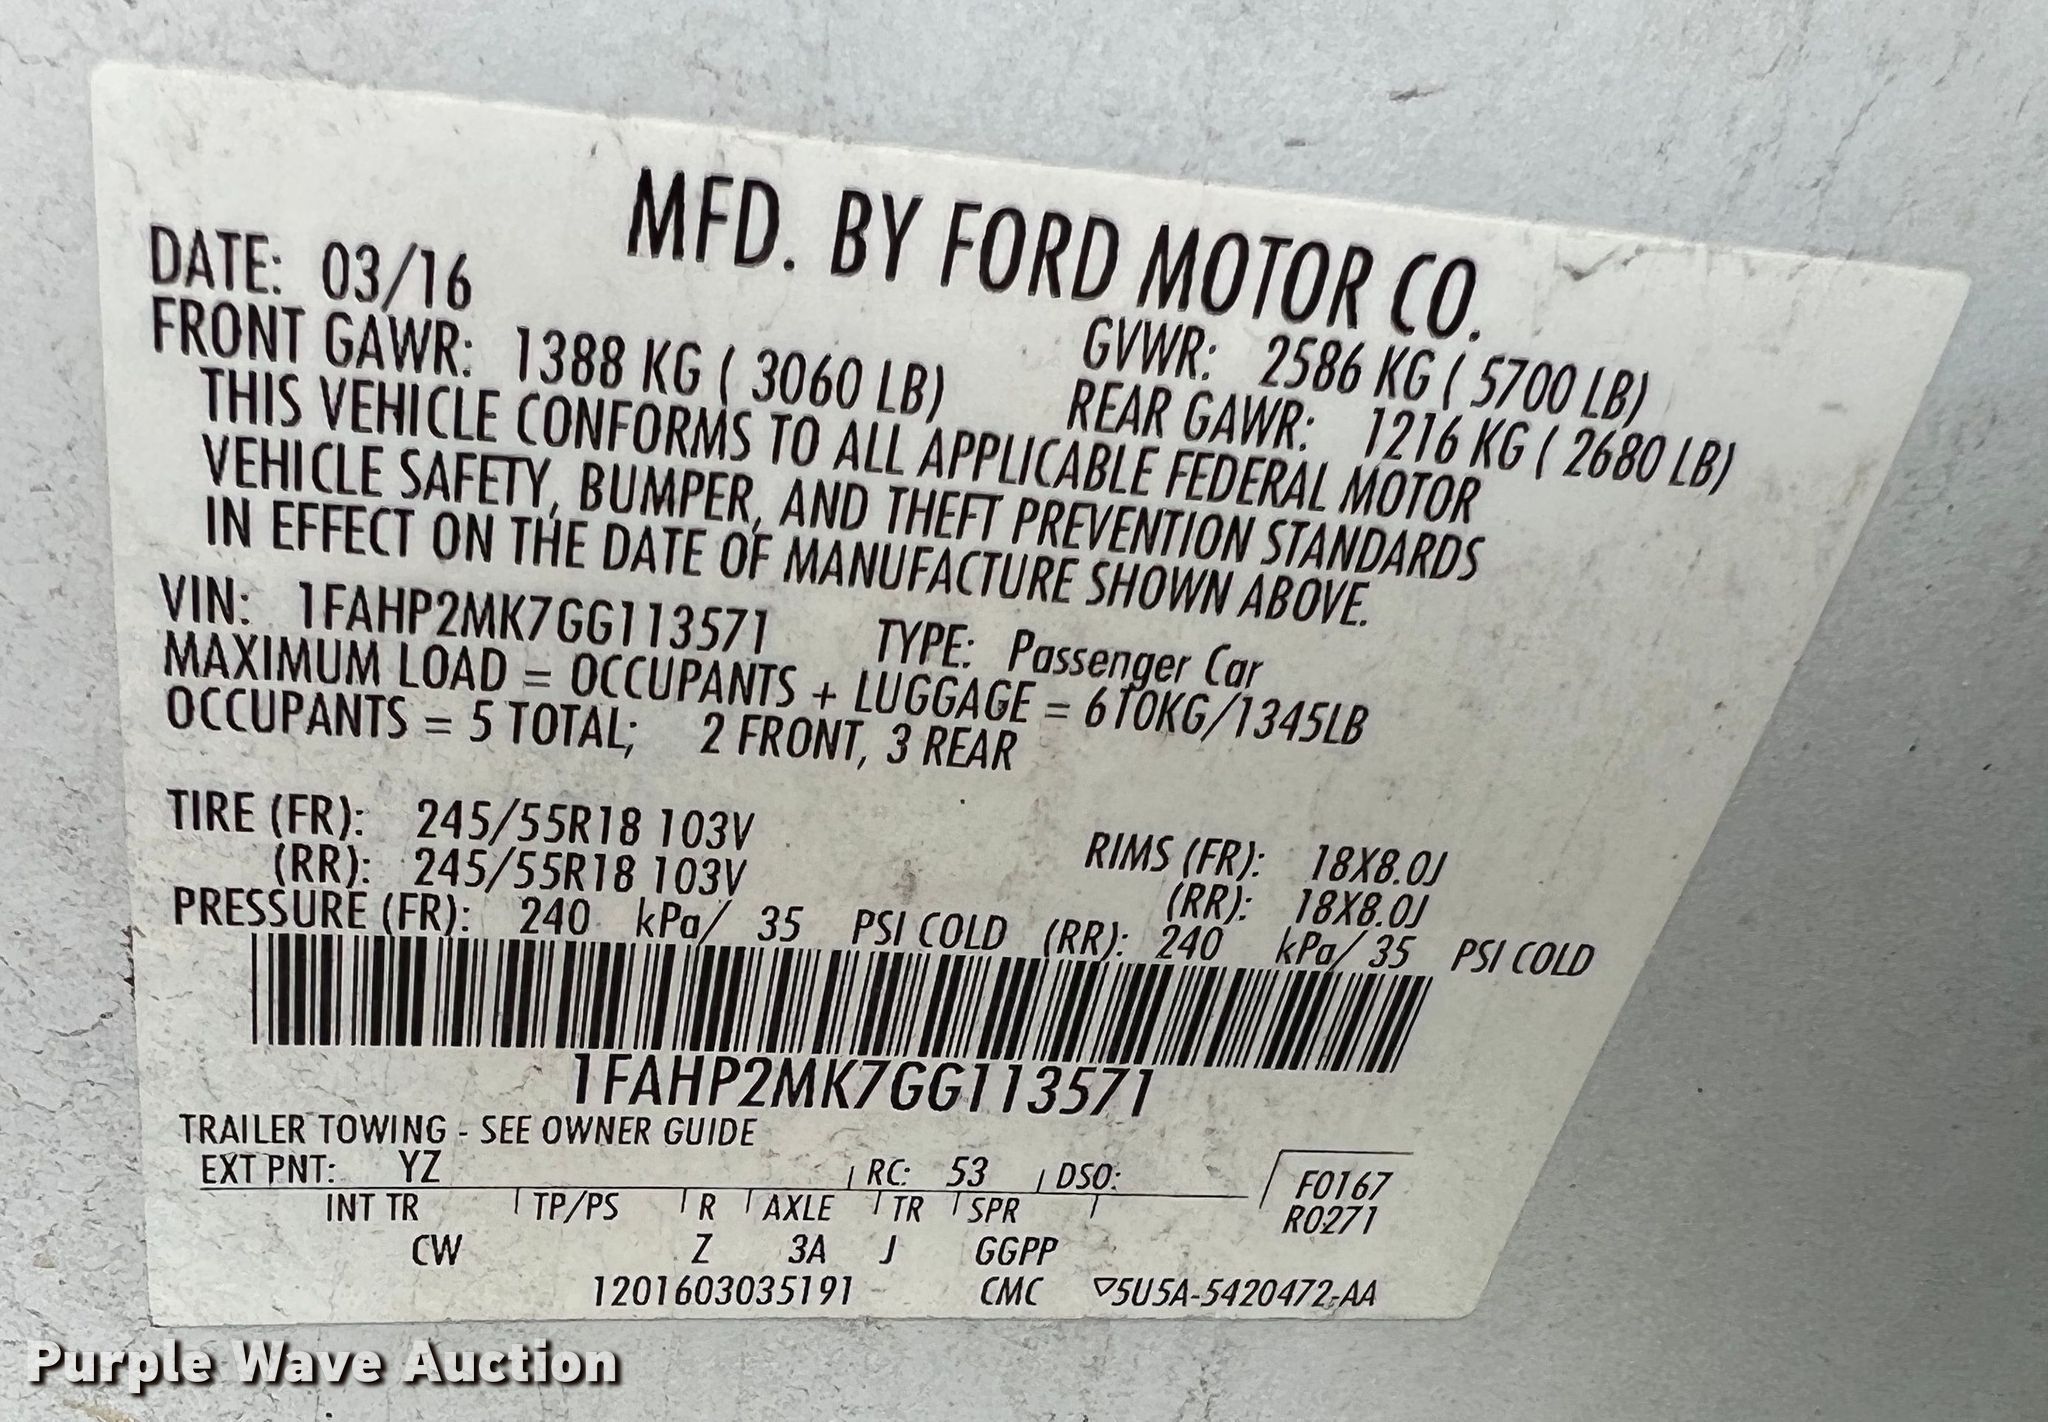 MFD. BY FORD MOTOR CO.
DATE: 03/16
GVWR: 2586 KG ( 5700 LB)
FRONT GAWR: 1388 KG ( 3060 LB)
REAR GAWR: 1216 KG ( 2680 LB)
THIS VEHICLE CONFORMS TO ALL APPLICABLE FEDERAL MOTOR
VEHICLE SAFETY, BUMPER, AND THEFT PREVENTION STANDARDS
IN EFFECT ON THE DATE OF MANUFACTURE SHOWN ABOVE.
VIN: 1FAHP2MK7GG113571 TYPE: Passenger Car
MAXIMUM LOAD = OCCUPANTS + LUGGAGE = 610KG/1345LB
OCCUPANTS = 5 TOTAL; 2 FRONT, 3 REAR
TIRE (FR): 245/55R18 103V RIMS (FR): 18X8.0J
(RR): 245/55R18 103V (RR): 18X8.0J
PRESSURE (FR): 240 kPa/ 35 PSI COLD (RR): 240 kPa/ 35 PSI COLD
1FAHP2MK7GG113571
TRAILER TOWING - SEE OWNER GUIDE
EXT PNT: YZ RC: 53 DSO: F0167
INT TR TP/PS R AXLE TR SPR R0271
CW Z 3A J GGPP
1201603035191 CMC ▽5U5A-5420472-AA
Purple Wave Auction